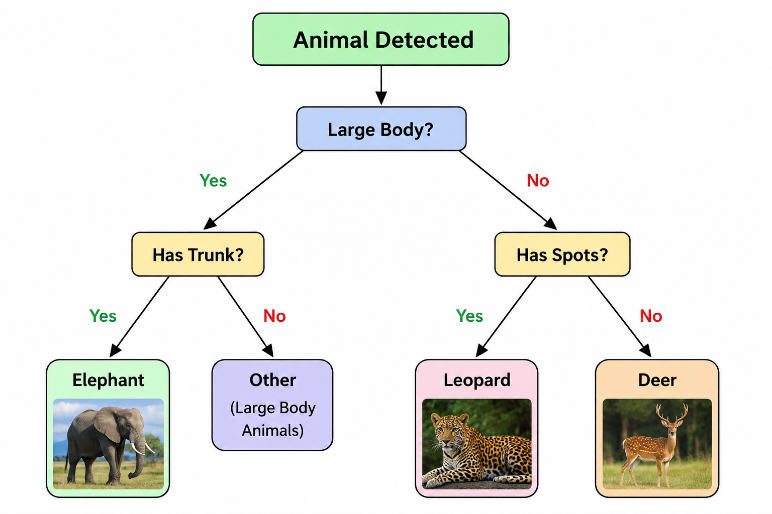 Animal Detected
Large Body?
Yes
No
Has Trunk?
Has Spots?
Yes
No
Yes
No
Elephant
Other
(Large Body
Animals)
Leopard
Deer